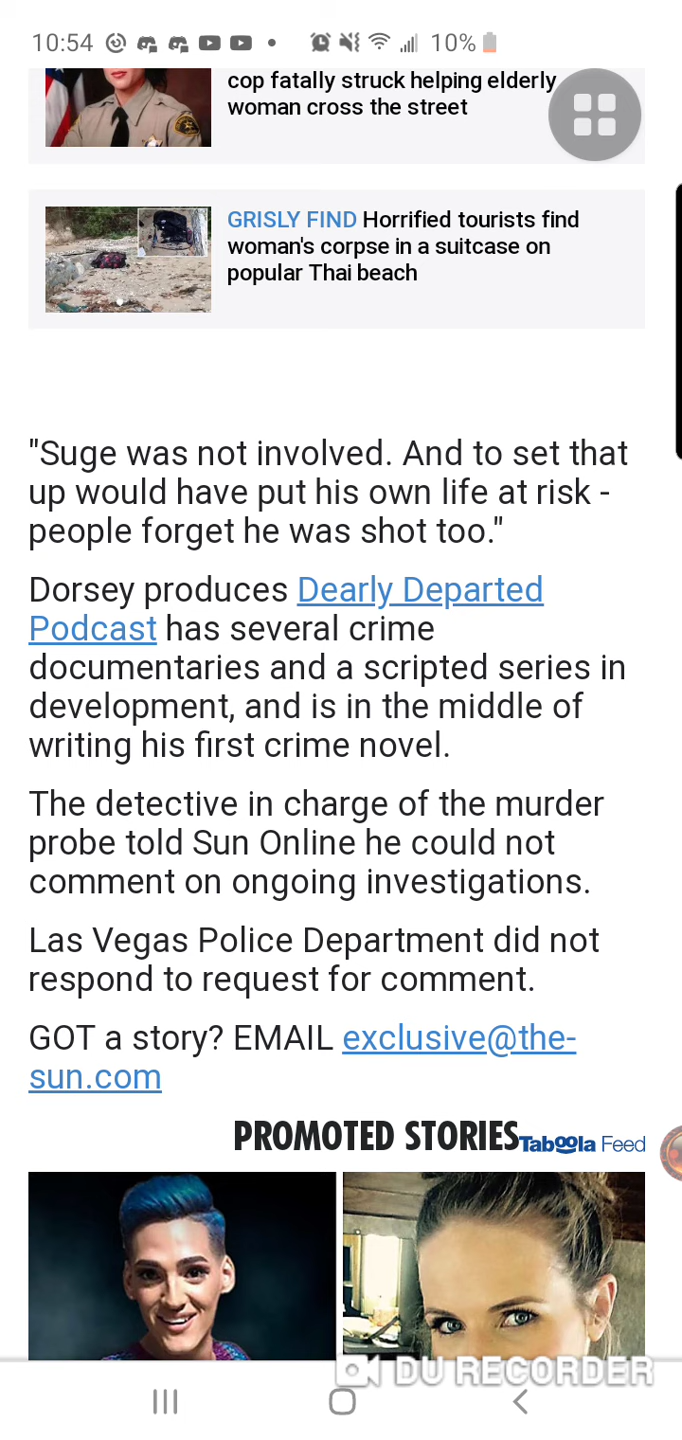 10:54
10%
cop fatally struck helping elderly
woman cross the street
GRISLY FIND Horrified tourists find
woman's corpse in a suitcase on
popular Thai beach
"Suge was not involved. And to set that
up would have put his own life at risk -
people forget he was shot too."
Dorsey produces Dearly Departed
Podcast has several crime
documentaries and a scripted series in
development, and is in the middle of
writing his first crime novel.
The detective in charge of the murder
probe told Sun Online he could not
comment on ongoing investigations.
Las Vegas Police Department did not
respond to request for comment.
GOT a story? EMAIL exclusive@the-
sun.com
PROMOTED STORIES Taboola Feed
DU RECORDER